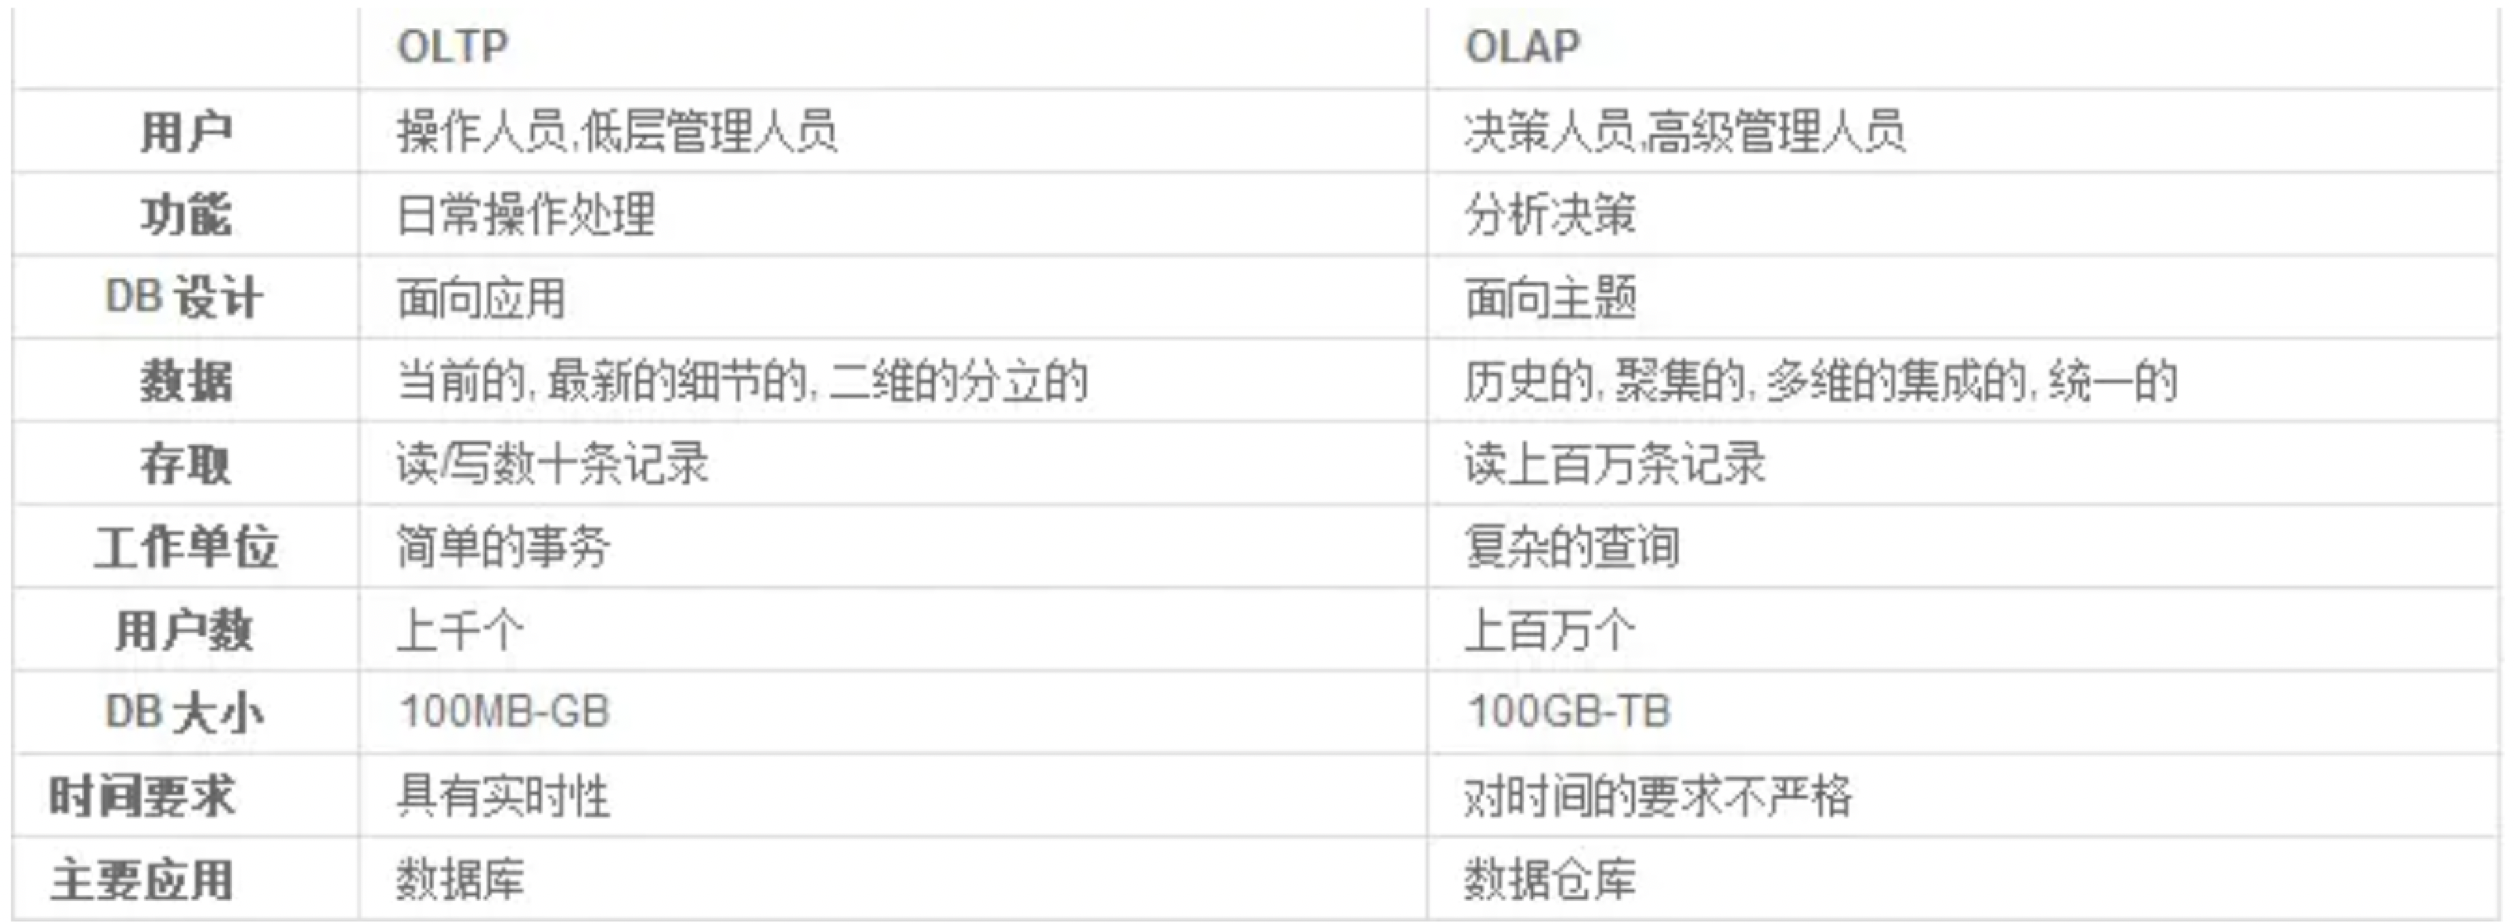 OLTP OLAP
用户 操作人员,低层管理人员 决策人员,高级管理人员
功能 日常操作处理 分析决策
DB 设计 面向应用 面向主题
数据 当前的, 最新的细节的, 二维的分立的 历史的, 聚集的, 多维的集成的, 统一的
存取 读/写数十条记录 读上百万条记录
工作单位 简单的事务 复杂的查询
用户数 上千个 上百万个
DB 大小 100MB-GB 100GB-TB
时间要求 具有实时性 对时间的要求不严格
主要应用 数据库 数据仓库